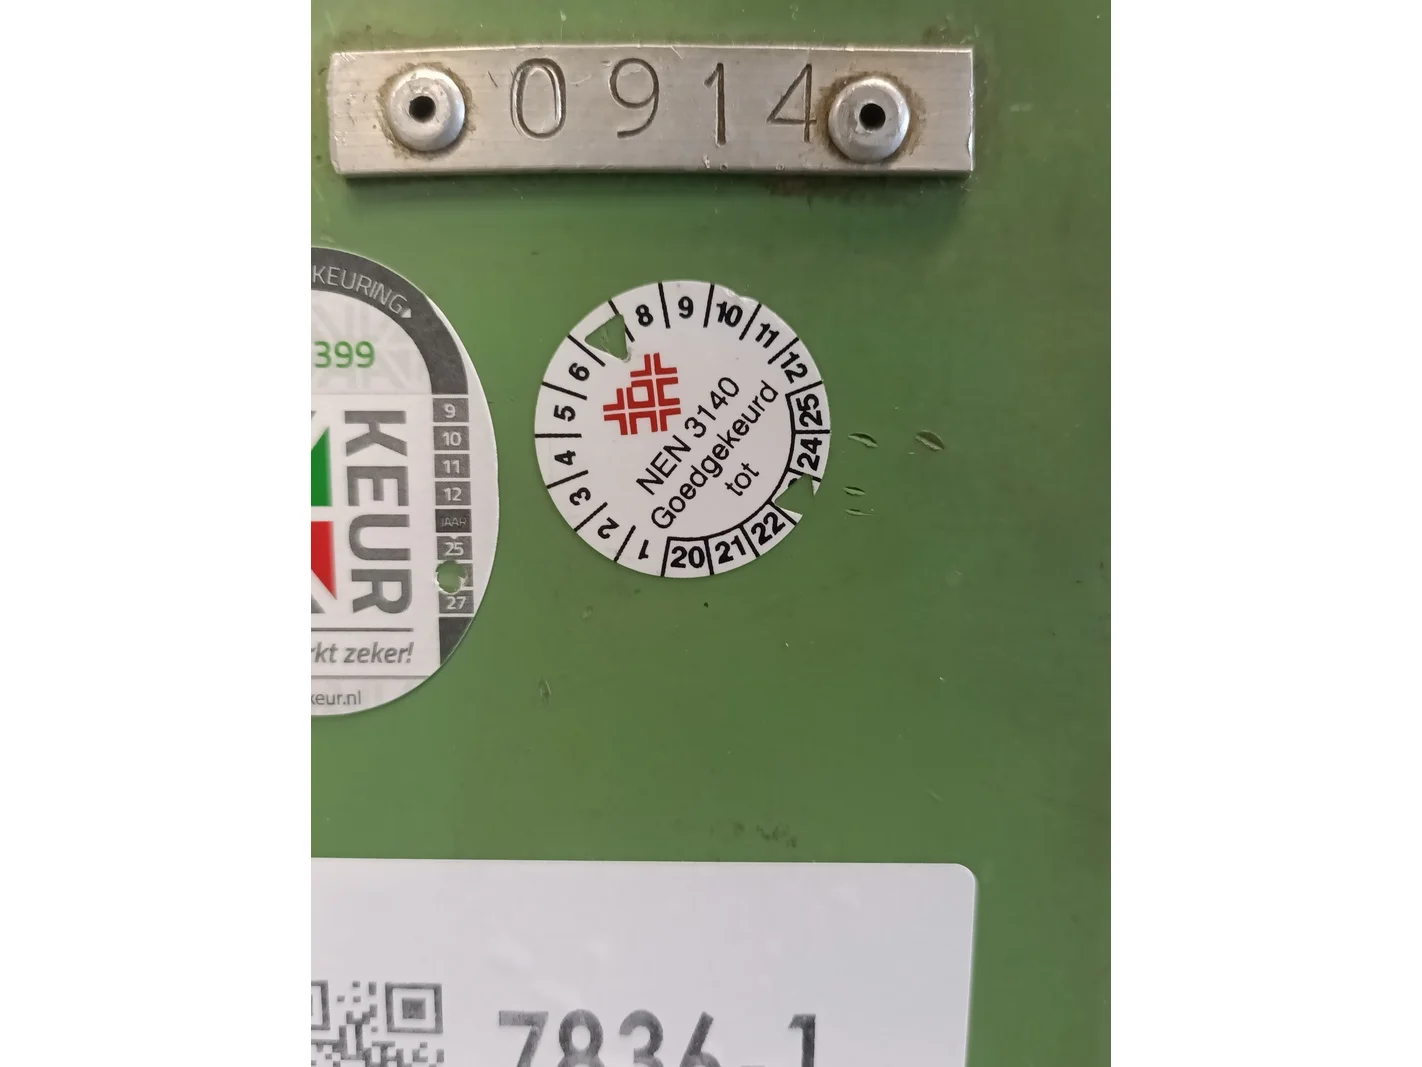 0914
KEURING
399
KEUR
9
10
11
12
JAAR
25
27
rkt zeker!
keur.nl
1 2 3 4 5 6 8 9 10 11 12
20 21 22 24 25
NEN 3140
Goedgekeurd
tot
7836-1